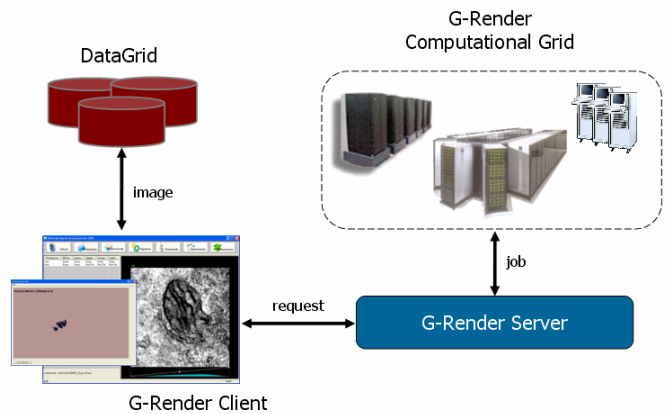 G-Render
Computational Grid
DataGrid
image
job
request
G-Render Server
G-Render Client